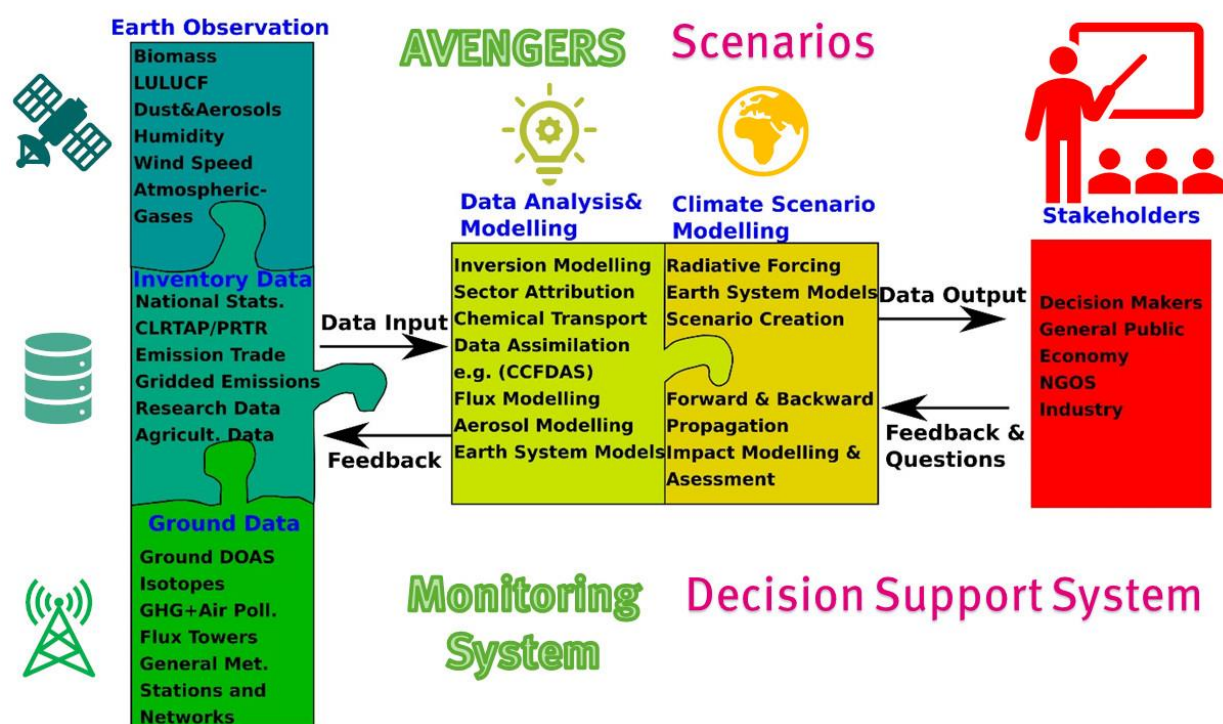 Earth Observation
Biomass
LULUCF
Dust&Aerosols
Humidity
Wind Speed
Atmospheric-
Gases
Inventory Data
National Stats.
CLRTAP/PRTR
Emission Trade
Gridded Emissions
Research Data
Agricult. Data
Ground Data
Ground DOAS
Isotopes
GHG+Air Poll.
Flux Towers
General Met.
Stations and
Networks
Data Input
Feedback
AVENGERS
Data Analysis&
Modelling
Inversion Modelling
Sector Attribution
Chemical Transport
Data Assimilation
e.g. (CCFDAS)
Flux Modelling
Aerosol Modelling
Earth System Models
Monitoring
System
Scenarios
Climate Scenario
Modelling
Radiative Forcing
Earth System Models
Scenario Creation
Forward & Backward
Propagation
Impact Modelling &
Asessment
Data Output
Feedback &
Questions
Stakeholders
Decision Makers
General Public
Economy
NGOS
Industry
Decision Support System